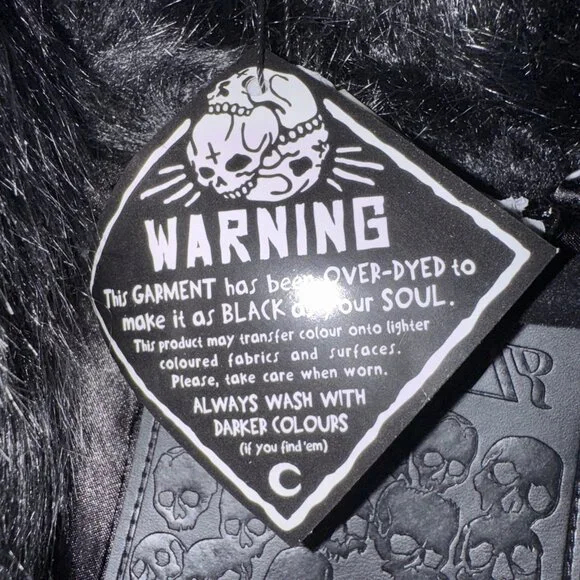 WARNING
This GARMENT has been OVER-DYED to
make it as BLACK as your SOUL.
This product may transfer colour onto lighter
coloured fabrics and surfaces.
Please, take care when worn.
ALWAYS WASH WITH
DARKER COLOURS
(if you find 'em)